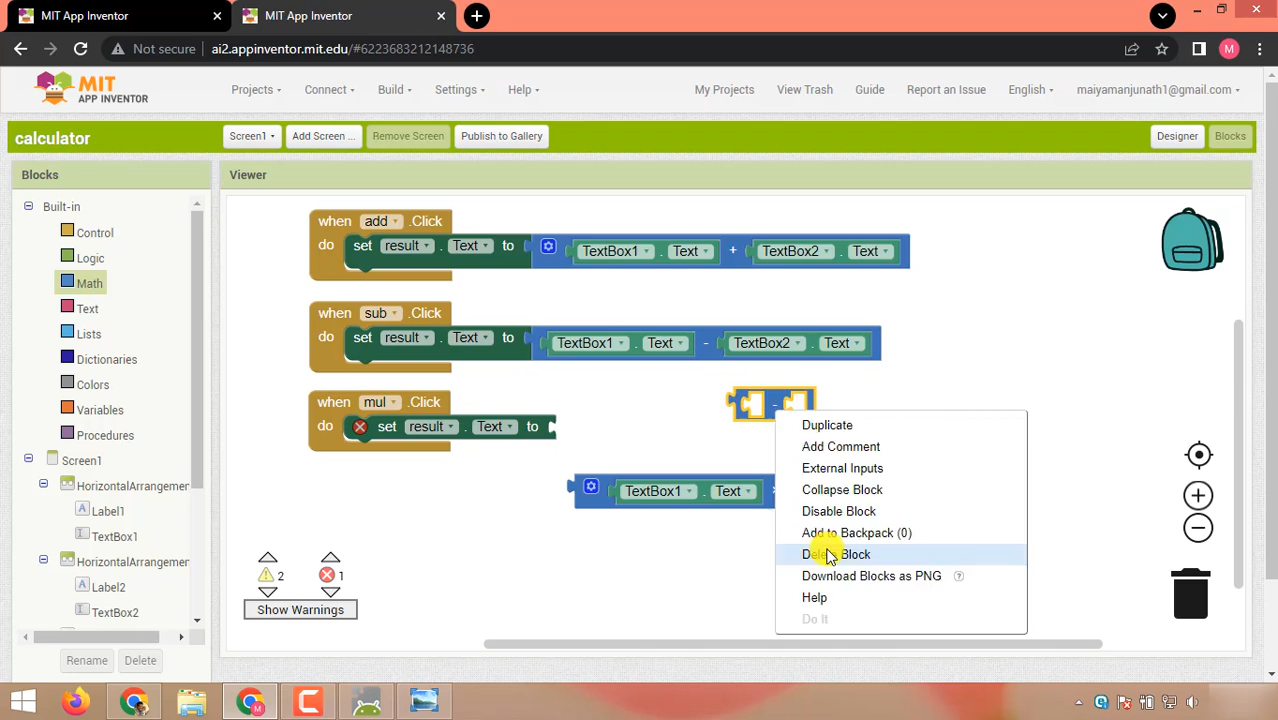 MIT App Inventor
MIT App Inventor
Not secure ai2.appinventor.mit.edu/#6223683212148736
M
MIT
APP INVENTOR
Projects Connect Build Settings Help My Projects View Trash Guide Report an Issue English maiyamanjunath1@gmail.com
calculator Screen1 Add Screen ... Remove Screen Publish to Gallery Designer Blocks
Blocks
Viewer
Built-in
Control
Logic
Math
Text
Lists
Dictionaries
Colors
Variables
Procedures
Screen1
HorizontalArrangemen
Label1
TextBox1
HorizontalArrangemen
Label2
TextBox2
Rename Delete
when add .Click
do set result . Text to TextBox1 . Text + TextBox2 . Text
when sub .Click
do set result . Text to TextBox1 . Text - TextBox2 . Text
when mul .Click
do set result . Text to
-
TextBox1 . Text
Duplicate
Add Comment
External Inputs
Collapse Block
Disable Block
Add to Backpack (0)
Delete Block
Download Blocks as PNG ?
Help
Do It
2 1
Show Warnings
M